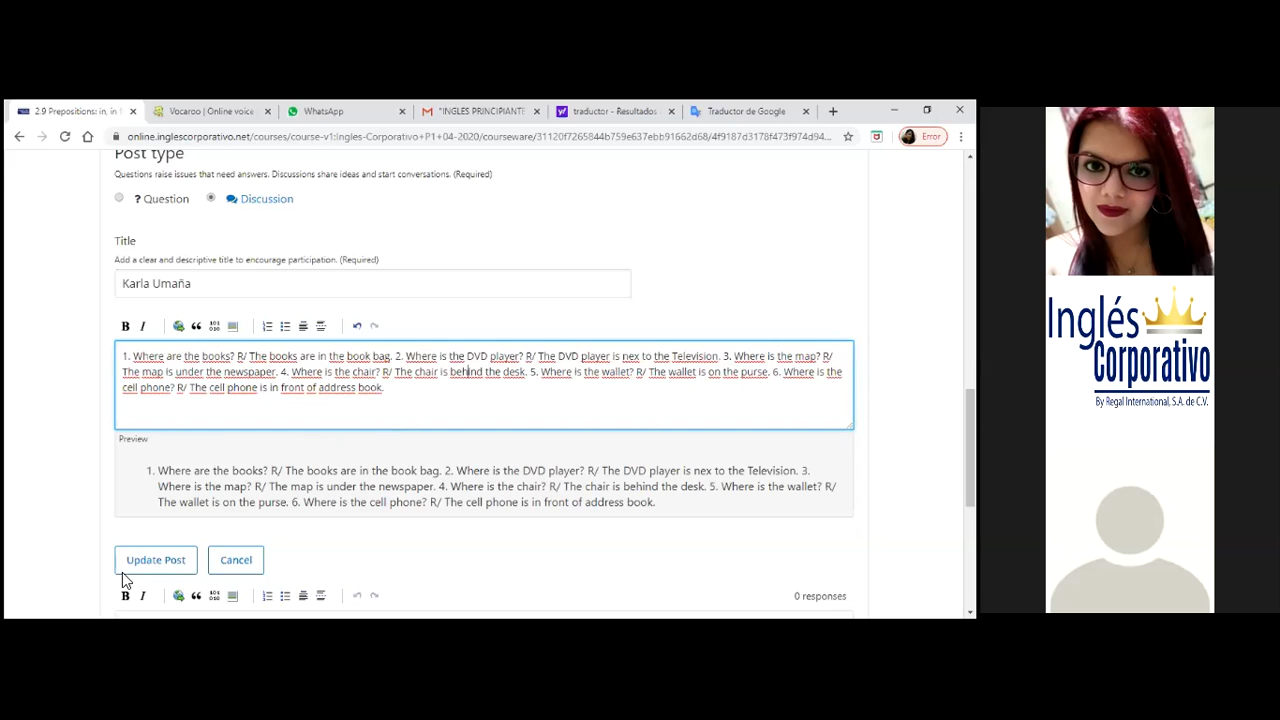 2.9 Prepositions: in, in f
Vocaroo | Online voice
WhatsApp
"INGLES PRINCIPIANTE
traductor - Resultados
Traductor de Google
online.inglescorporativo.net/courses/course-v1:Ingles-Corporativo+P1+04-2020/courseware/31120f7265844b759e637ebb91662d68/4f9187d3178f473f974d94...
Error
Post type
Questions raise issues that need answers. Discussions share ideas and start conversations. (Required)
? Question
Discussion
Title
Add a clear and descriptive title to encourage participation. (Required)
Karla Umaña
B I
1. Where are the books? R/ The books are in the book bag. 2. Where is the DVD player? R/ The DVD player is nex to the Television. 3. Where is the map? R/
The map is under the newspaper. 4. Where is the chair? R/ The chair is behind the desk. 5. Where is the wallet? R/ The wallet is on the purse. 6. Where is the
cell phone? R/ The cell phone is in front of address book.
Preview
1. Where are the books? R/ The books are in the book bag. 2. Where is the DVD player? R/ The DVD player is nex to the Television. 3.
Where is the map? R/ The map is under the newspaper. 4. Where is the chair? R/ The chair is behind the desk. 5. Where is the wallet? R/
The wallet is on the purse. 6. Where is the cell phone? R/ The cell phone is in front of address book.
Update Post
Cancel
B I
0 responses
Inglés
Corporativo
By Regal International, S.A. de C.V.